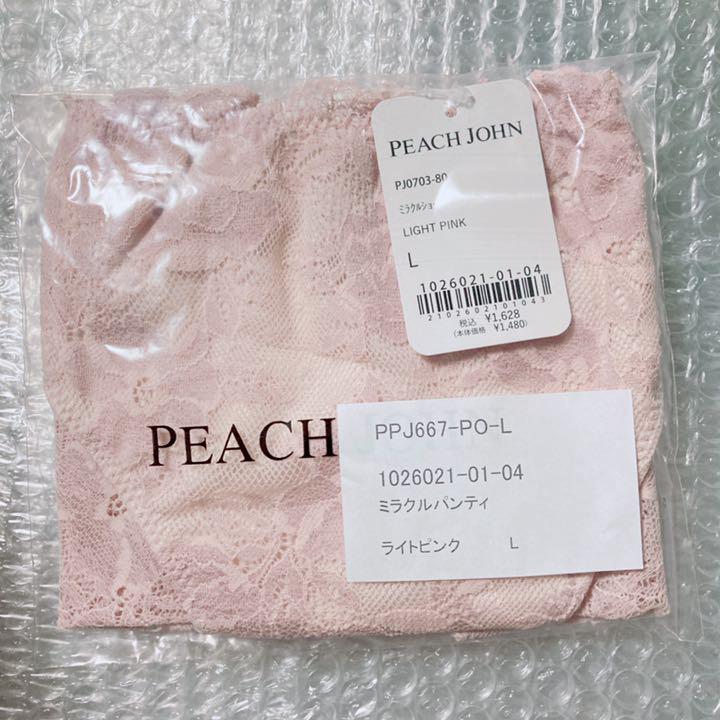 PEACH JOHN
PJ0703-80
ミラクルショ
LIGHT PINK
L
1026021-01-04
2102602101043
税込 ¥1,628
(本体価格 ¥1,480)
PEACH JOHN
PPJ667-PO-L
1026021-01-04
ミラクルパンティ
ライトピンク L